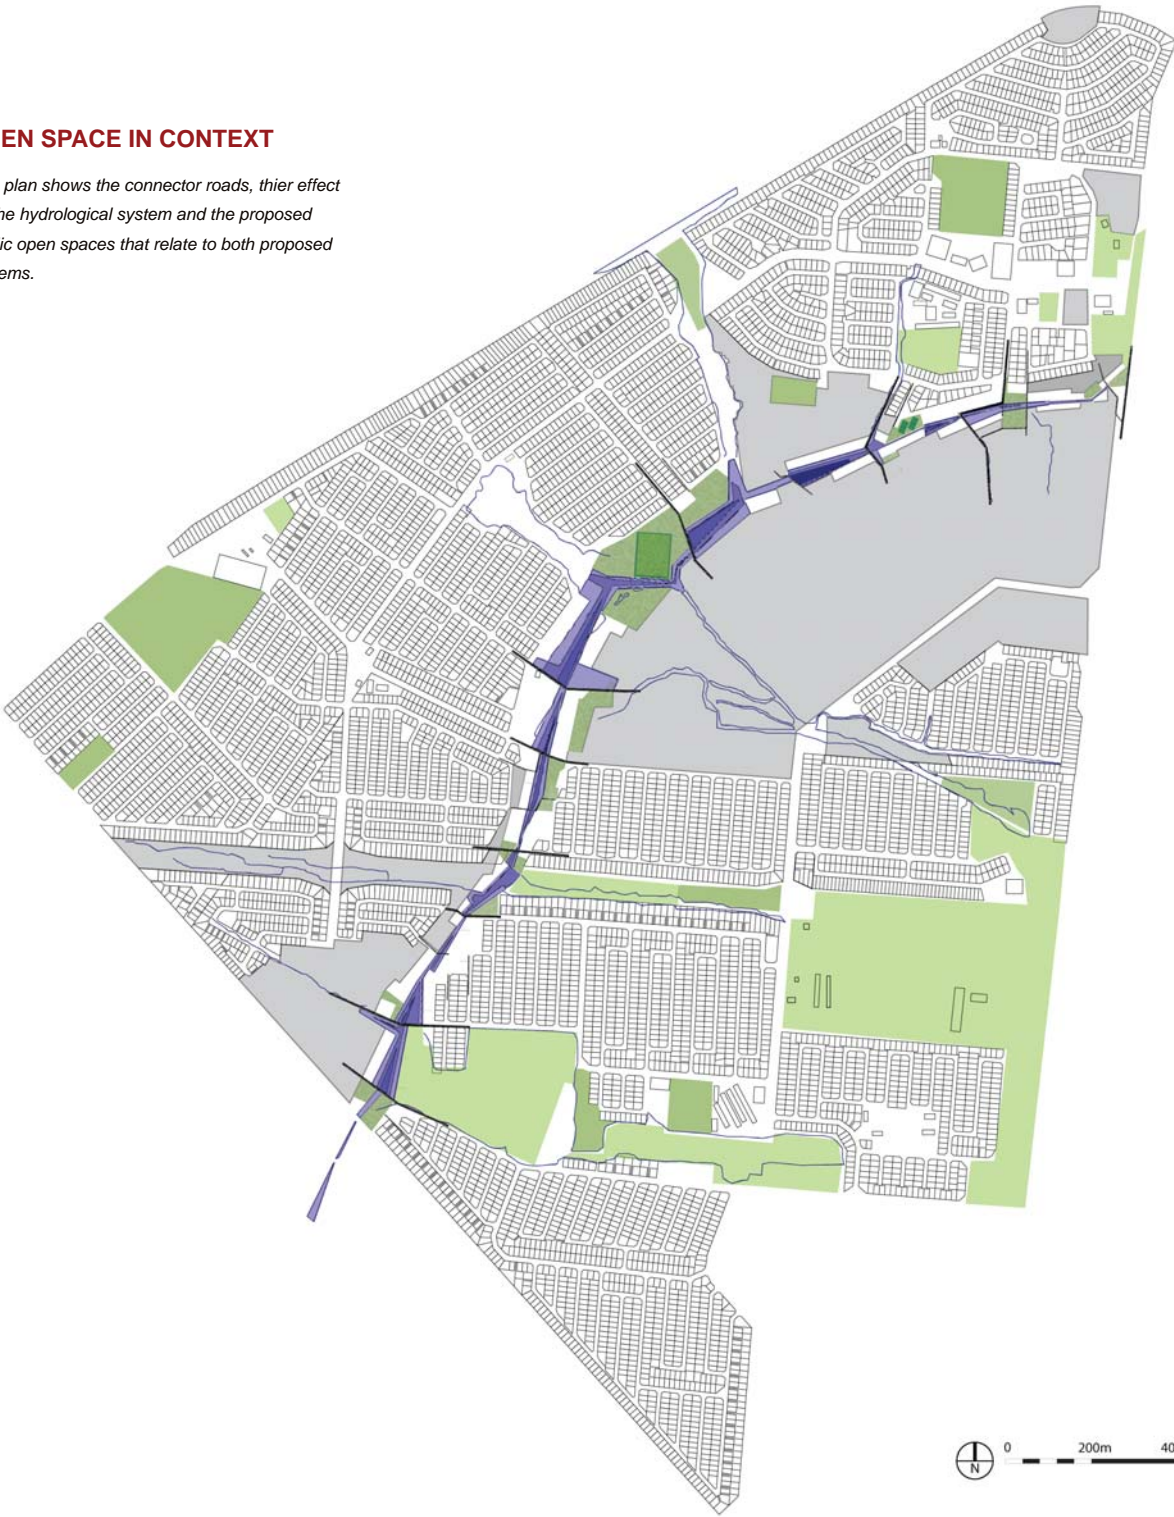 EN SPACE IN CONTEXT
plan shows the connector roads, thier effect
he hydrological system and the proposed
ic open spaces that relate to both proposed
ems.
0 200m 40
N